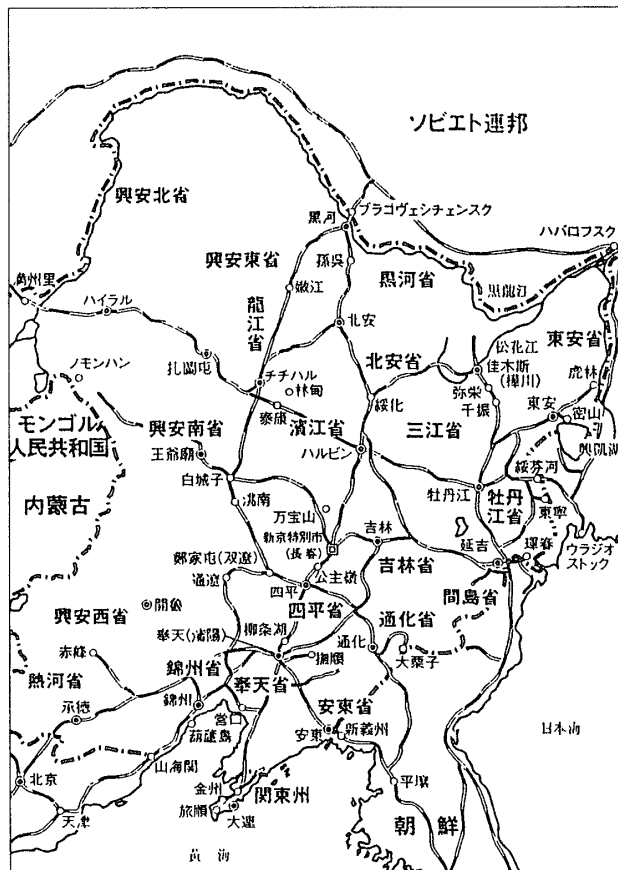 ソビエト連邦
興安北省
ブラゴヴェシチェンスク
黒河
ハバロフスク
興安東省
孫呉
黒河省
満州里
嫩江
黒龍江
ハイラル
龍江省
北安
東安省
松花江
ノモンハン
扎蘭屯
北安省
佳木斯
(樺川)
虎林
チチハル
林甸
弥栄
千振
東安
密山
モンゴル
人民共和国
興安南省
泰康
綏化
濱江省
三江省
興凱湖
王爺廟
ハルビン
綏芬河
内蒙古
白城子
牡丹江
牡丹
江省
東寧
洮南
万宝山
新京特別市
(長春)
吉林
延吉
琿春
ウラジオ
ストック
鄭家屯(双遼)
通遼
公主嶺
吉林省
四平
間島省
開魯
四平省
通化省
興安西省
奉天(瀋陽)
柳条湖
通化
赤峰
撫順
大栗子
錦州省
奉天省
熱河省
安東省
承徳
錦州
営口
安東
新義州
日本海
葫蘆島
北京
山海関
金州
関東州
平壌
天津
旅順
大連
朝鮮
黄海